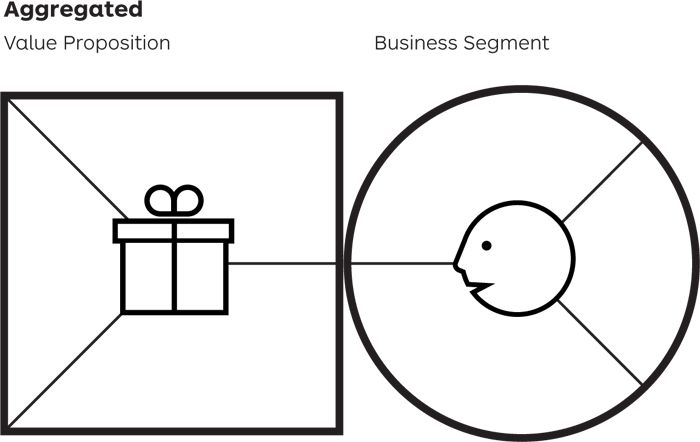 Aggregated
Value Proposition
Business Segment